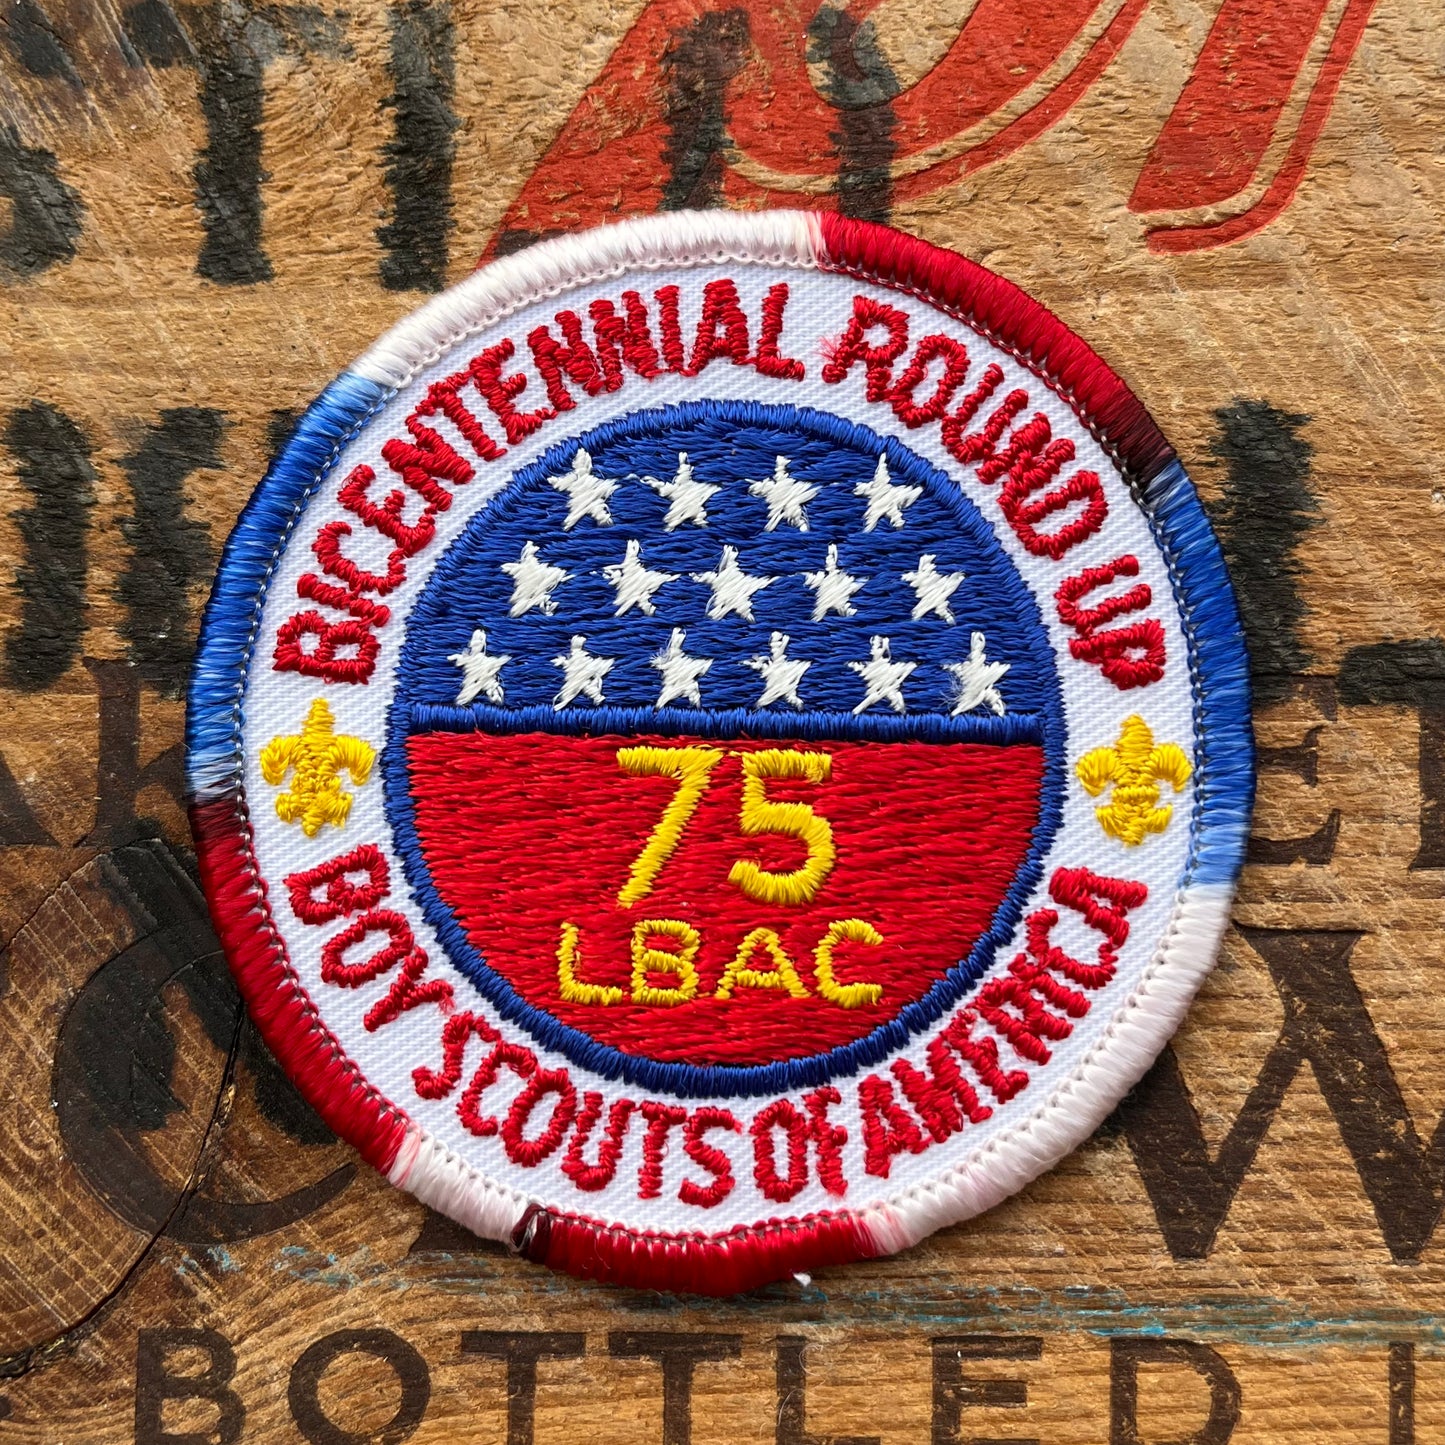 BICENTENNIAL ROUND UP
75
LBAC
BOY SCOUTS OF AMERICA
BOTTLED